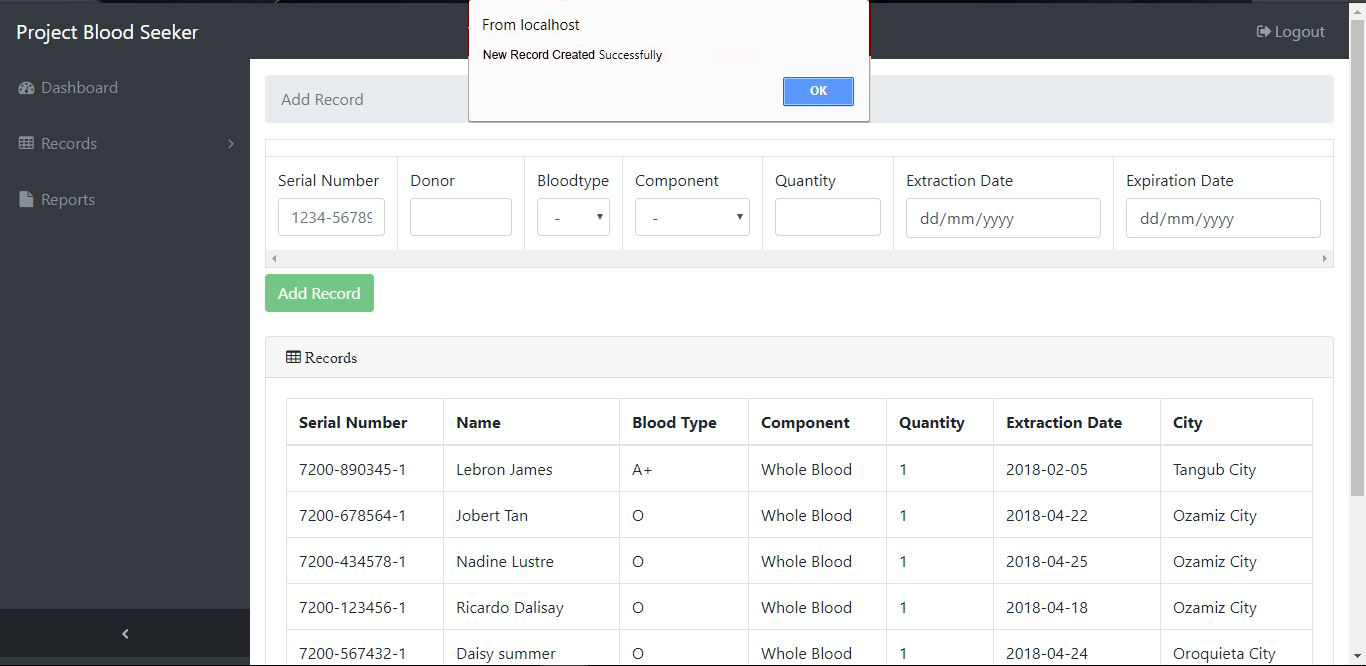 Project Blood Seeker
From localhost
New Record Created Successfully
OK
Logout
Dashboard
Records
Reports
Add Record
Serial Number Donor Bloodtype Component Quantity Extraction Date Expiration Date
1234-56789 - - dd/mm/yyyy dd/mm/yyyy
Add Record
Records
Serial Number Name Blood Type Component Quantity Extraction Date City
7200-890345-1 Lebron James A+ Whole Blood 1 2018-02-05 Tangub City
7200-678564-1 Jobert Tan O Whole Blood 1 2018-04-22 Ozamiz City
7200-434578-1 Nadine Lustre O Whole Blood 1 2018-04-25 Ozamiz City
7200-123456-1 Ricardo Dalisay O Whole Blood 1 2018-04-18 Ozamiz City
7200-567432-1 Daisy summer O Whole Blood 1 2018-04-24 Oroquieta City